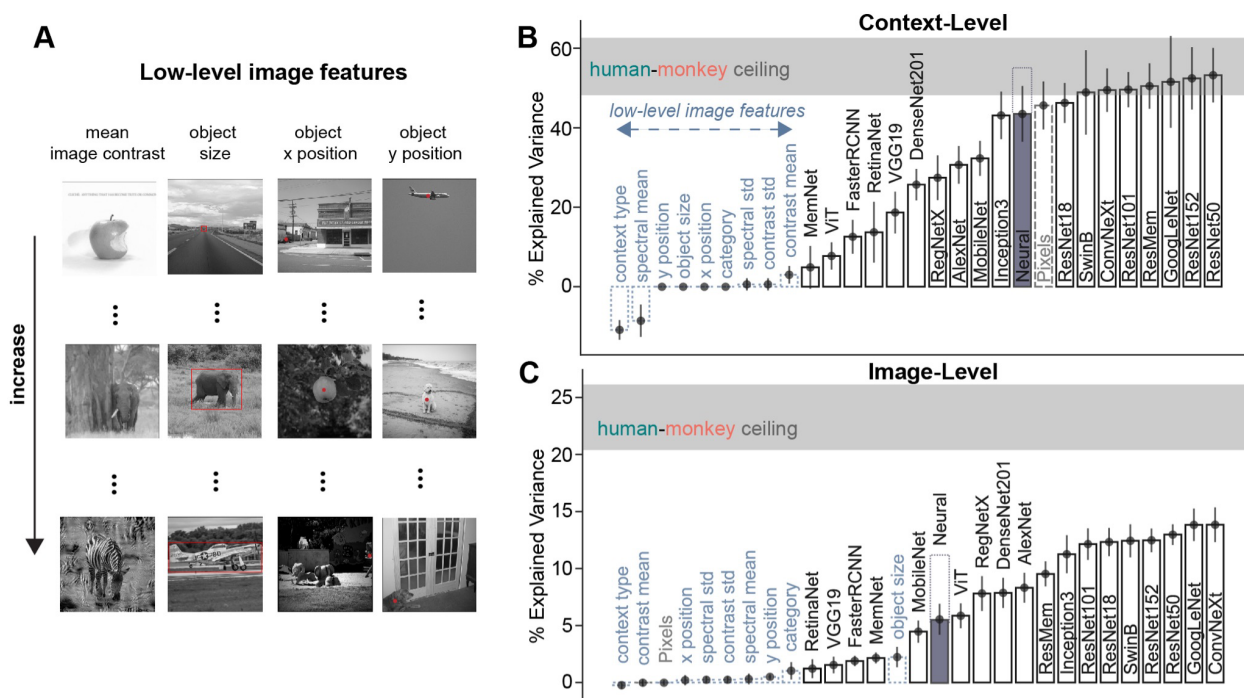 A
Low-level image features
mean
image contrast
object
size
object
x position
object
y position
increase
B
Context-Level
% Explained Variance
60
40
20
0
human-monkey ceiling
low-level image features
context type
spectral mean
y position
object size
x position
category
spectral std
contrast std
contrast mean
MemNet
ViT
FasterRCNN
RetinaNet
VGG19
DenseNet201
RegNetX
AlexNet
MobileNet
Inception3
Neural
Pixels
ResNet18
SwinB
ConvNeXt
ResNet101
ResMem
GoogLeNet
ResNet152
ResNet50
C
Image-Level
% Explained Variance
25
20
15
10
5
0
human-monkey ceiling
context type
contrast mean
Pixels
x position
spectral std
contrast std
spectral mean
y position
category
RetinaNet
VGG19
FasterRCNN
MemNet
object size
MobileNet
Neural
ViT
RegNetX
DenseNet201
AlexNet
ResMem
Inception3
ResNet101
ResNet18
SwinB
ResNet152
ResNet50
GoogLeNet
ConvNeXt